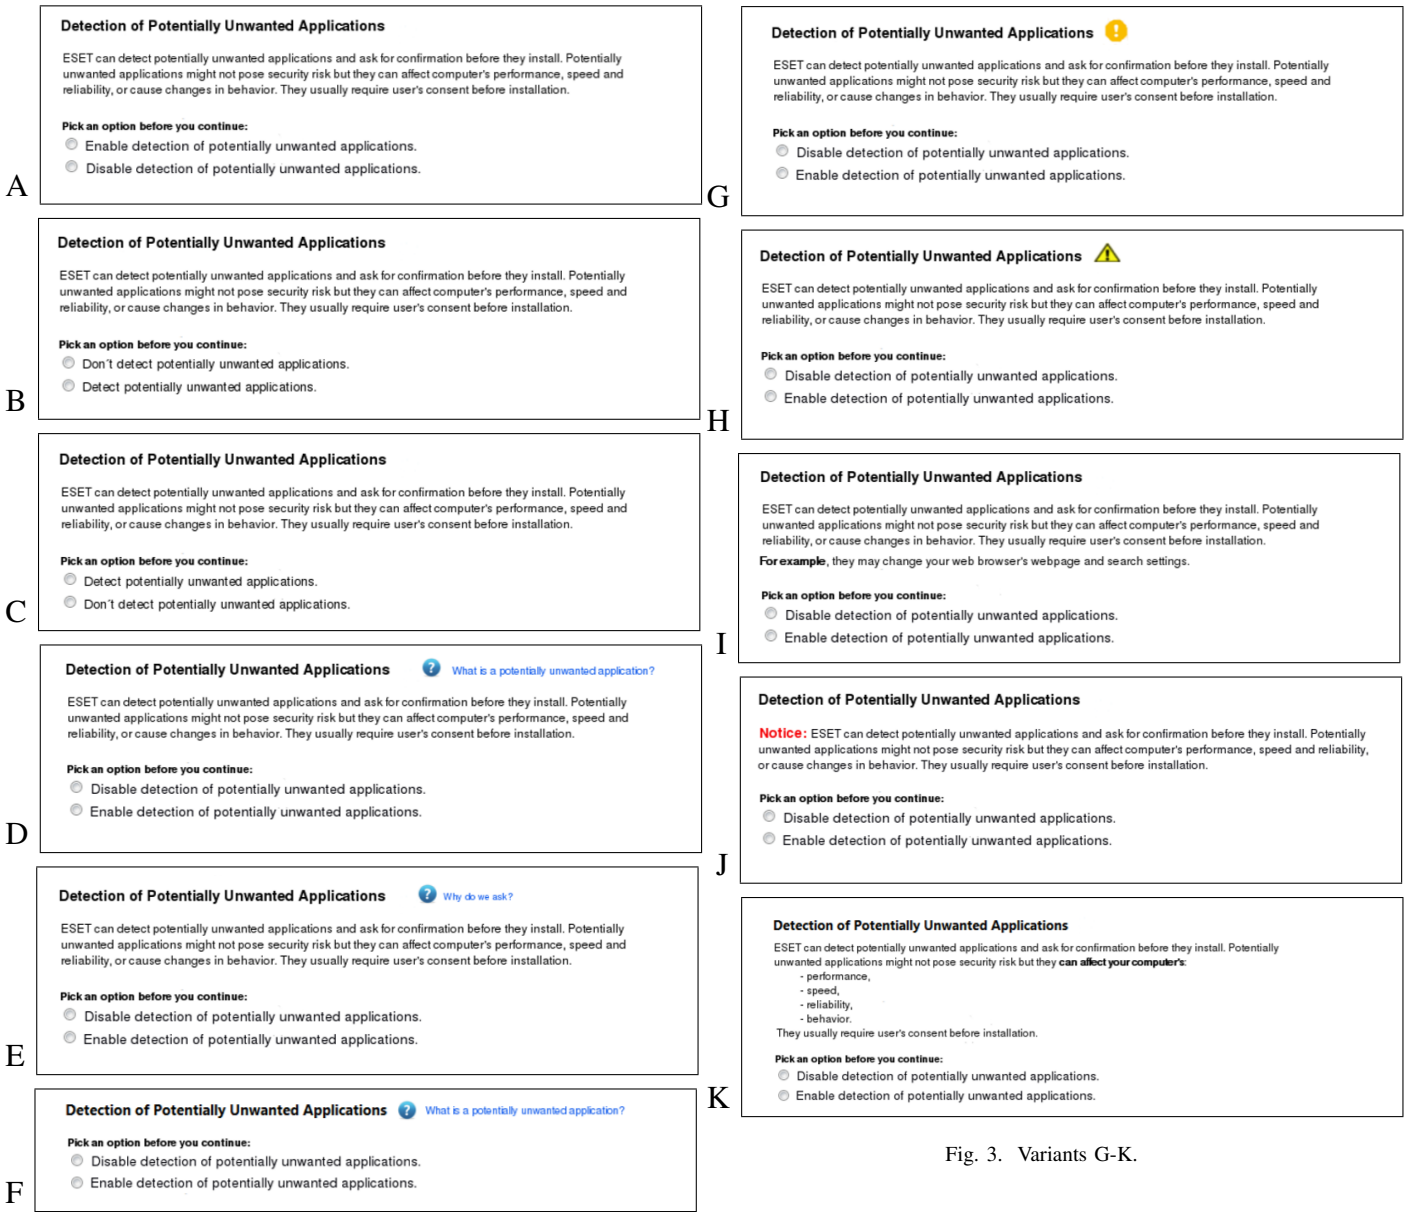 Detection of Potentially Unwanted Applications
ESET can detect potentially unwanted applications and ask for confirmation before they install. Potentially
unwanted applications might not pose security risk but they can affect computer's performance, speed and
reliability, or cause changes in behavior. They usually require user's consent before installation.
Pick an option before you continue:
Enable detection of potentially unwanted applications.
Disable detection of potentially unwanted applications.
A
Detection of Potentially Unwanted Applications
ESET can detect potentially unwanted applications and ask for confirmation before they install. Potentially
unwanted applications might not pose security risk but they can affect computer's performance, speed and
reliability, or cause changes in behavior. They usually require user's consent before installation.
Pick an option before you continue:
Don´t detect potentially unwanted applications.
Detect potentially unwanted applications.
B
Detection of Potentially Unwanted Applications
ESET can detect potentially unwanted applications and ask for confirmation before they install. Potentially
unwanted applications might not pose security risk but they can affect computer's performance, speed and
reliability, or cause changes in behavior. They usually require user's consent before installation.
Pick an option before you continue:
Detect potentially unwanted applications.
Don´t detect potentially unwanted applications.
C
Detection of Potentially Unwanted Applications ? What is a potentially unwanted application?
ESET can detect potentially unwanted applications and ask for confirmation before they install. Potentially
unwanted applications might not pose security risk but they can affect computer's performance, speed and
reliability, or cause changes in behavior. They usually require user's consent before installation.
Pick an option before you continue:
Disable detection of potentially unwanted applications.
Enable detection of potentially unwanted applications.
D
Detection of Potentially Unwanted Applications ? Why do we ask?
ESET can detect potentially unwanted applications and ask for confirmation before they install. Potentially
unwanted applications might not pose security risk but they can affect computer's performance, speed and
reliability, or cause changes in behavior. They usually require user's consent before installation.
Pick an option before you continue:
Disable detection of potentially unwanted applications.
Enable detection of potentially unwanted applications.
E
Detection of Potentially Unwanted Applications ? What is a potentially unwanted application?
Pick an option before you continue:
Disable detection of potentially unwanted applications.
Enable detection of potentially unwanted applications.
F
Detection of Potentially Unwanted Applications !
ESET can detect potentially unwanted applications and ask for confirmation before they install. Potentially
unwanted applications might not pose security risk but they can affect computer's performance, speed and
reliability, or cause changes in behavior. They usually require user's consent before installation.
Pick an option before you continue:
Disable detection of potentially unwanted applications.
Enable detection of potentially unwanted applications.
G
Detection of Potentially Unwanted Applications !
ESET can detect potentially unwanted applications and ask for confirmation before they install. Potentially
unwanted applications might not pose security risk but they can affect computer's performance, speed and
reliability, or cause changes in behavior. They usually require user's consent before installation.
Pick an option before you continue:
Disable detection of potentially unwanted applications.
Enable detection of potentially unwanted applications.
H
Detection of Potentially Unwanted Applications
ESET can detect potentially unwanted applications and ask for confirmation before they install. Potentially
unwanted applications might not pose security risk but they can affect computer's performance, speed and
reliability, or cause changes in behavior. They usually require user's consent before installation.
For example, they may change your web browser's webpage and search settings.
Pick an option before you continue:
Disable detection of potentially unwanted applications.
Enable detection of potentially unwanted applications.
I
Detection of Potentially Unwanted Applications
Notice: ESET can detect potentially unwanted applications and ask for confirmation before they install. Potentially
unwanted applications might not pose security risk but they can affect computer's performance, speed and reliability,
or cause changes in behavior. They usually require user's consent before installation.
Pick an option before you continue:
Disable detection of potentially unwanted applications.
Enable detection of potentially unwanted applications.
J
Detection of Potentially Unwanted Applications
ESET can detect potentially unwanted applications and ask for confirmation before they install. Potentially
unwanted applications might not pose security risk but they can affect your computer's:
- performance,
- speed,
- reliability,
- behavior.
They usually require user's consent before installation.
Pick an option before you continue:
Disable detection of potentially unwanted applications.
Enable detection of potentially unwanted applications.
K
Fig. 3. Variants G-K.